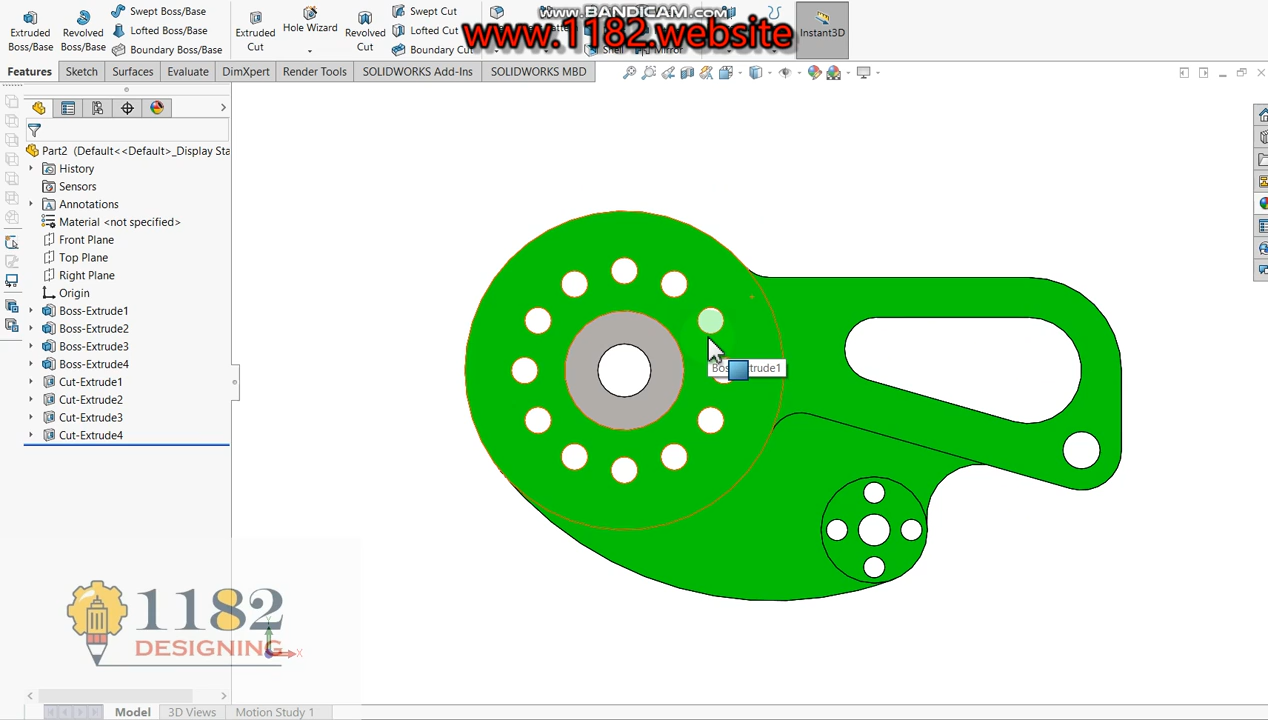 www.BANDICAM.com
www.1182.website
Extruded Boss/Base
Revolved Boss/Base
Swept Boss/Base
Lofted Boss/Base
Boundary Boss/Base
Extruded Cut
Hole Wizard
Revolved Cut
Swept Cut
Lofted Cut
Boundary Cut
Shell
Mirror
Instant3D
Features
Sketch
Surfaces
Evaluate
DimXpert
Render Tools
SOLIDWORKS Add-Ins
SOLIDWORKS MBD
Part2 (Default<<Default>_Display Sta
History
Sensors
Annotations
Material <not specified>
Front Plane
Top Plane
Right Plane
Origin
Boss-Extrude1
Boss-Extrude2
Boss-Extrude3
Boss-Extrude4
Cut-Extrude1
Cut-Extrude2
Cut-Extrude3
Cut-Extrude4
1182
DESIGNING
X
Model
3D Views
Motion Study 1